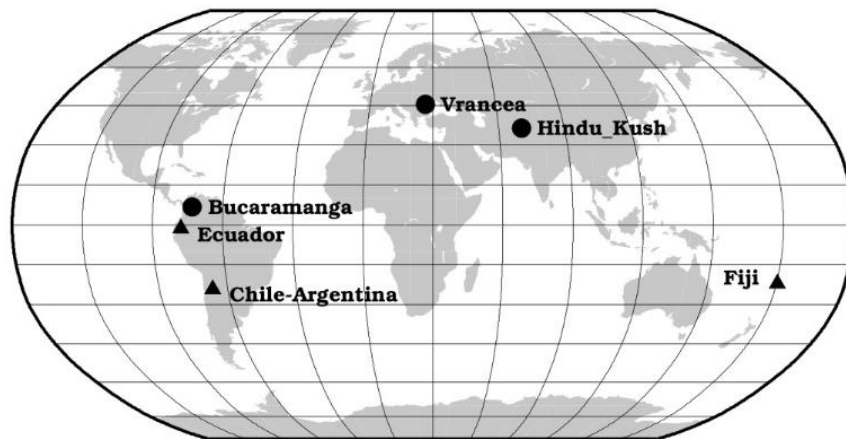 Vrancea
Hindu_Kush
Bucaramanga
Ecuador
Fiji
Chile-Argentina